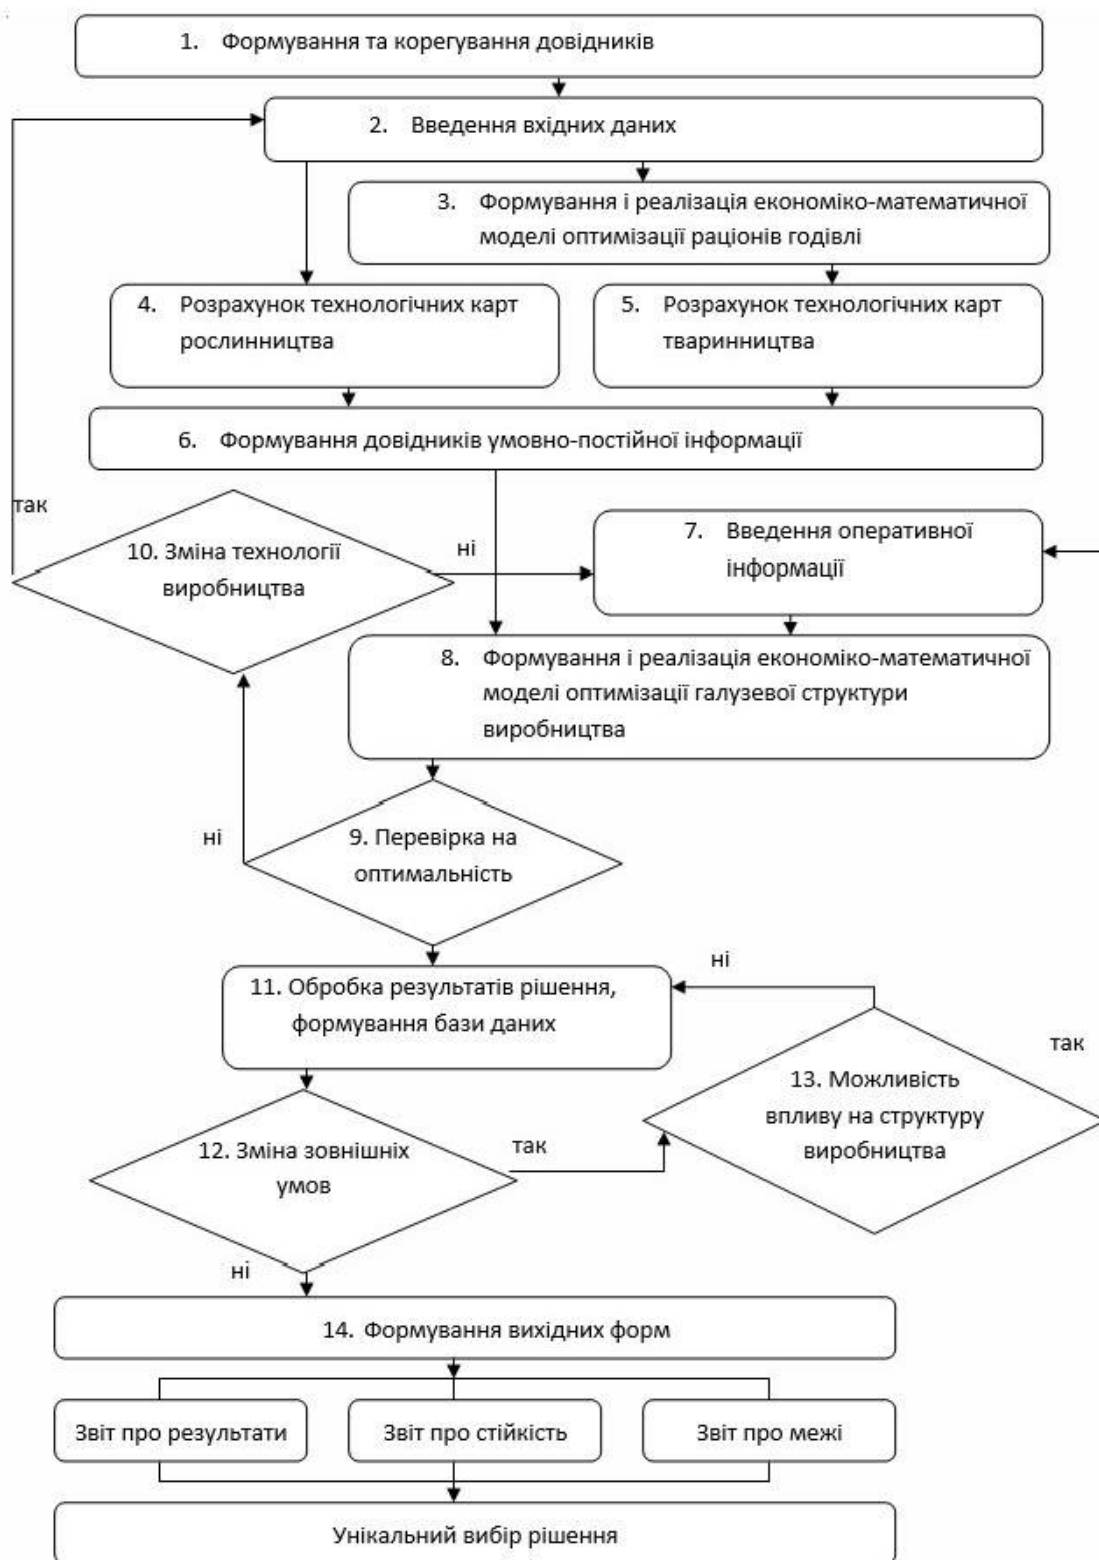 1. Формування та корегування довідників
2. Введення вхідних даних
3. Формування і реалізація економіко-математичної
моделі оптимізації раціонів годівлі
4. Розрахунок технологічних карт
рослинництва
5. Розрахунок технологічних карт
тваринництва
6. Формування довідників умовно-постійної інформації
так
10. Зміна технології
виробництва
ні
7. Введення оперативної
інформації
8. Формування і реалізація економіко-математичної
моделі оптимізації галузевої структури
виробництва
ні
9. Перевірка на
оптимальність
ні
11. Обробка результатів рішення,
формування бази даних
так
13. Можливість
впливу на структуру
виробництва
12. Зміна зовнішніх
умов
так
ні
14. Формування вихідних форм
Звіт про результати
Звіт про стійкість
Звіт про межі
Унікальний вибір рішення